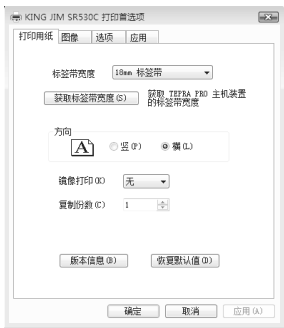 KING JIM SR530C 打印首选项
打印用纸 图像 选项 应用
标签带宽度 18mm 标签带
获取标签带宽度(S) 获取 TEPRA PRO 主机装置
的标签带宽度
方向
A 竖(P) 横(L)
镜像打印(K) 无
复制份数(C) 1
版本信息(B) 恢复默认值(D)
确定 取消 应用(A)